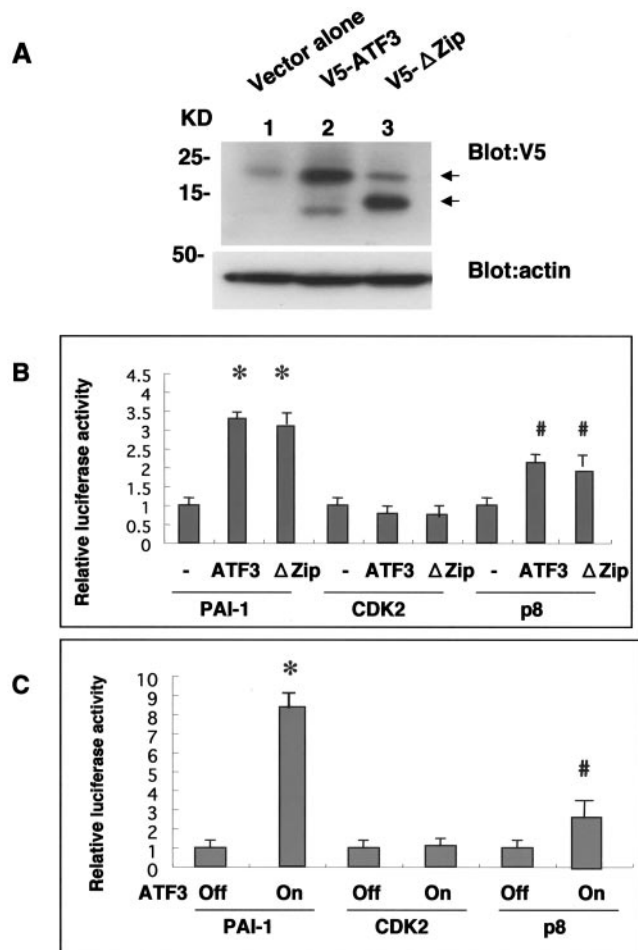 A
Vector alone
V5-ATF3
V5-ΔZip
KD
1 2 3
25-
15-
50-
Blot:V5
Blot:actin
B
Relative luciferase activity
4.5
4
3.5
3
2.5
2
1.5
1
0.5
0
* * # #
- ATF3 ΔZip - ATF3 ΔZip - ATF3 ΔZip
PAI-1 CDK2 p8
C
Relative luciferase activity
10
9
8
7
6
5
4
3
2
1
0
* #
ATF3 Off On Off On Off On
PAI-1 CDK2 p8